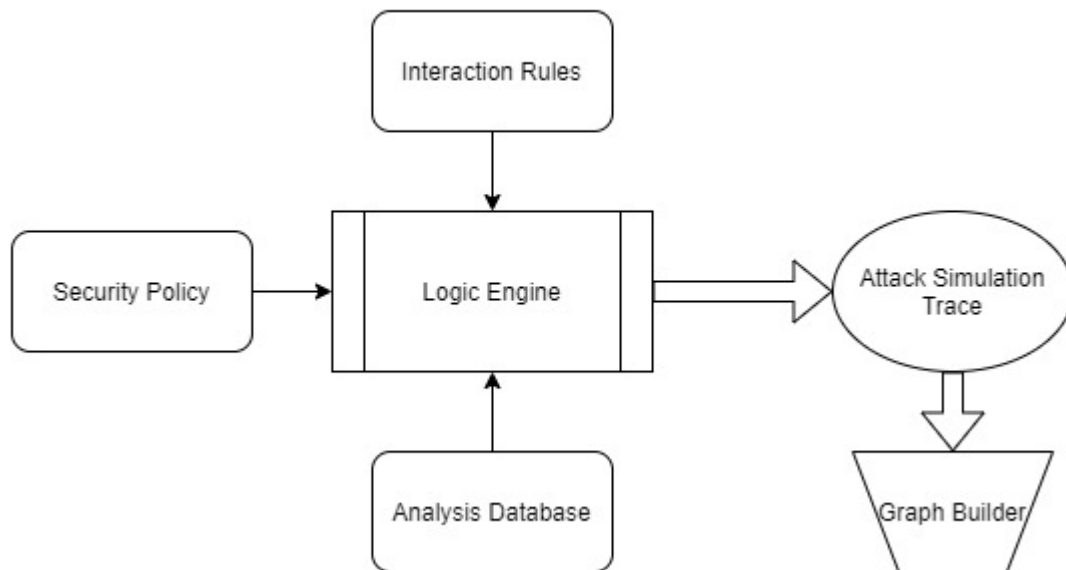 Interaction Rules
Security Policy
Logic Engine
Attack Simulation
Trace
Analysis Database
Graph Builder